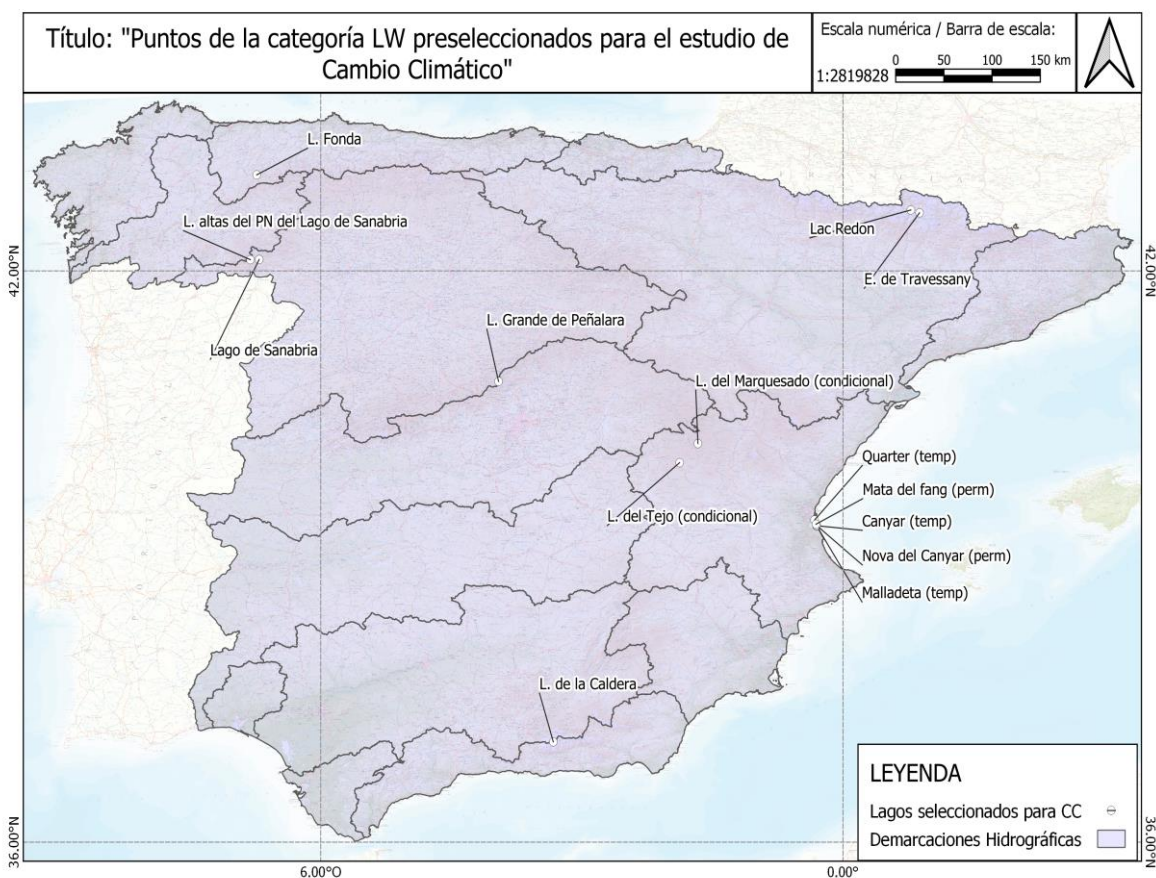 Título: "Puntos de la categoría LW preseleccionados para el estudio de
Cambio Climático"
Escala numérica / Barra de escala:
0 50 100 150 km
1:2819828
L. Fonda
L. altas del PN del Lago de Sanabria
Lac Redon
42.00°N
42.00°N
E. de Travessany
L. Grande de Peñalara
Lago de Sanabria
L. del Marquesado (condicional)
Quarter (temp)
Mata del fang (perm)
L. del Tejo (condicional)
Canyar (temp)
Nova del Canyar (perm)
Malladeta (temp)
L. de la Caldera
LEYENDA
Lagos seleccionados para CC
Demarcaciones Hidrográficas
36.00°N
36.00°N
6.00°
0.00°